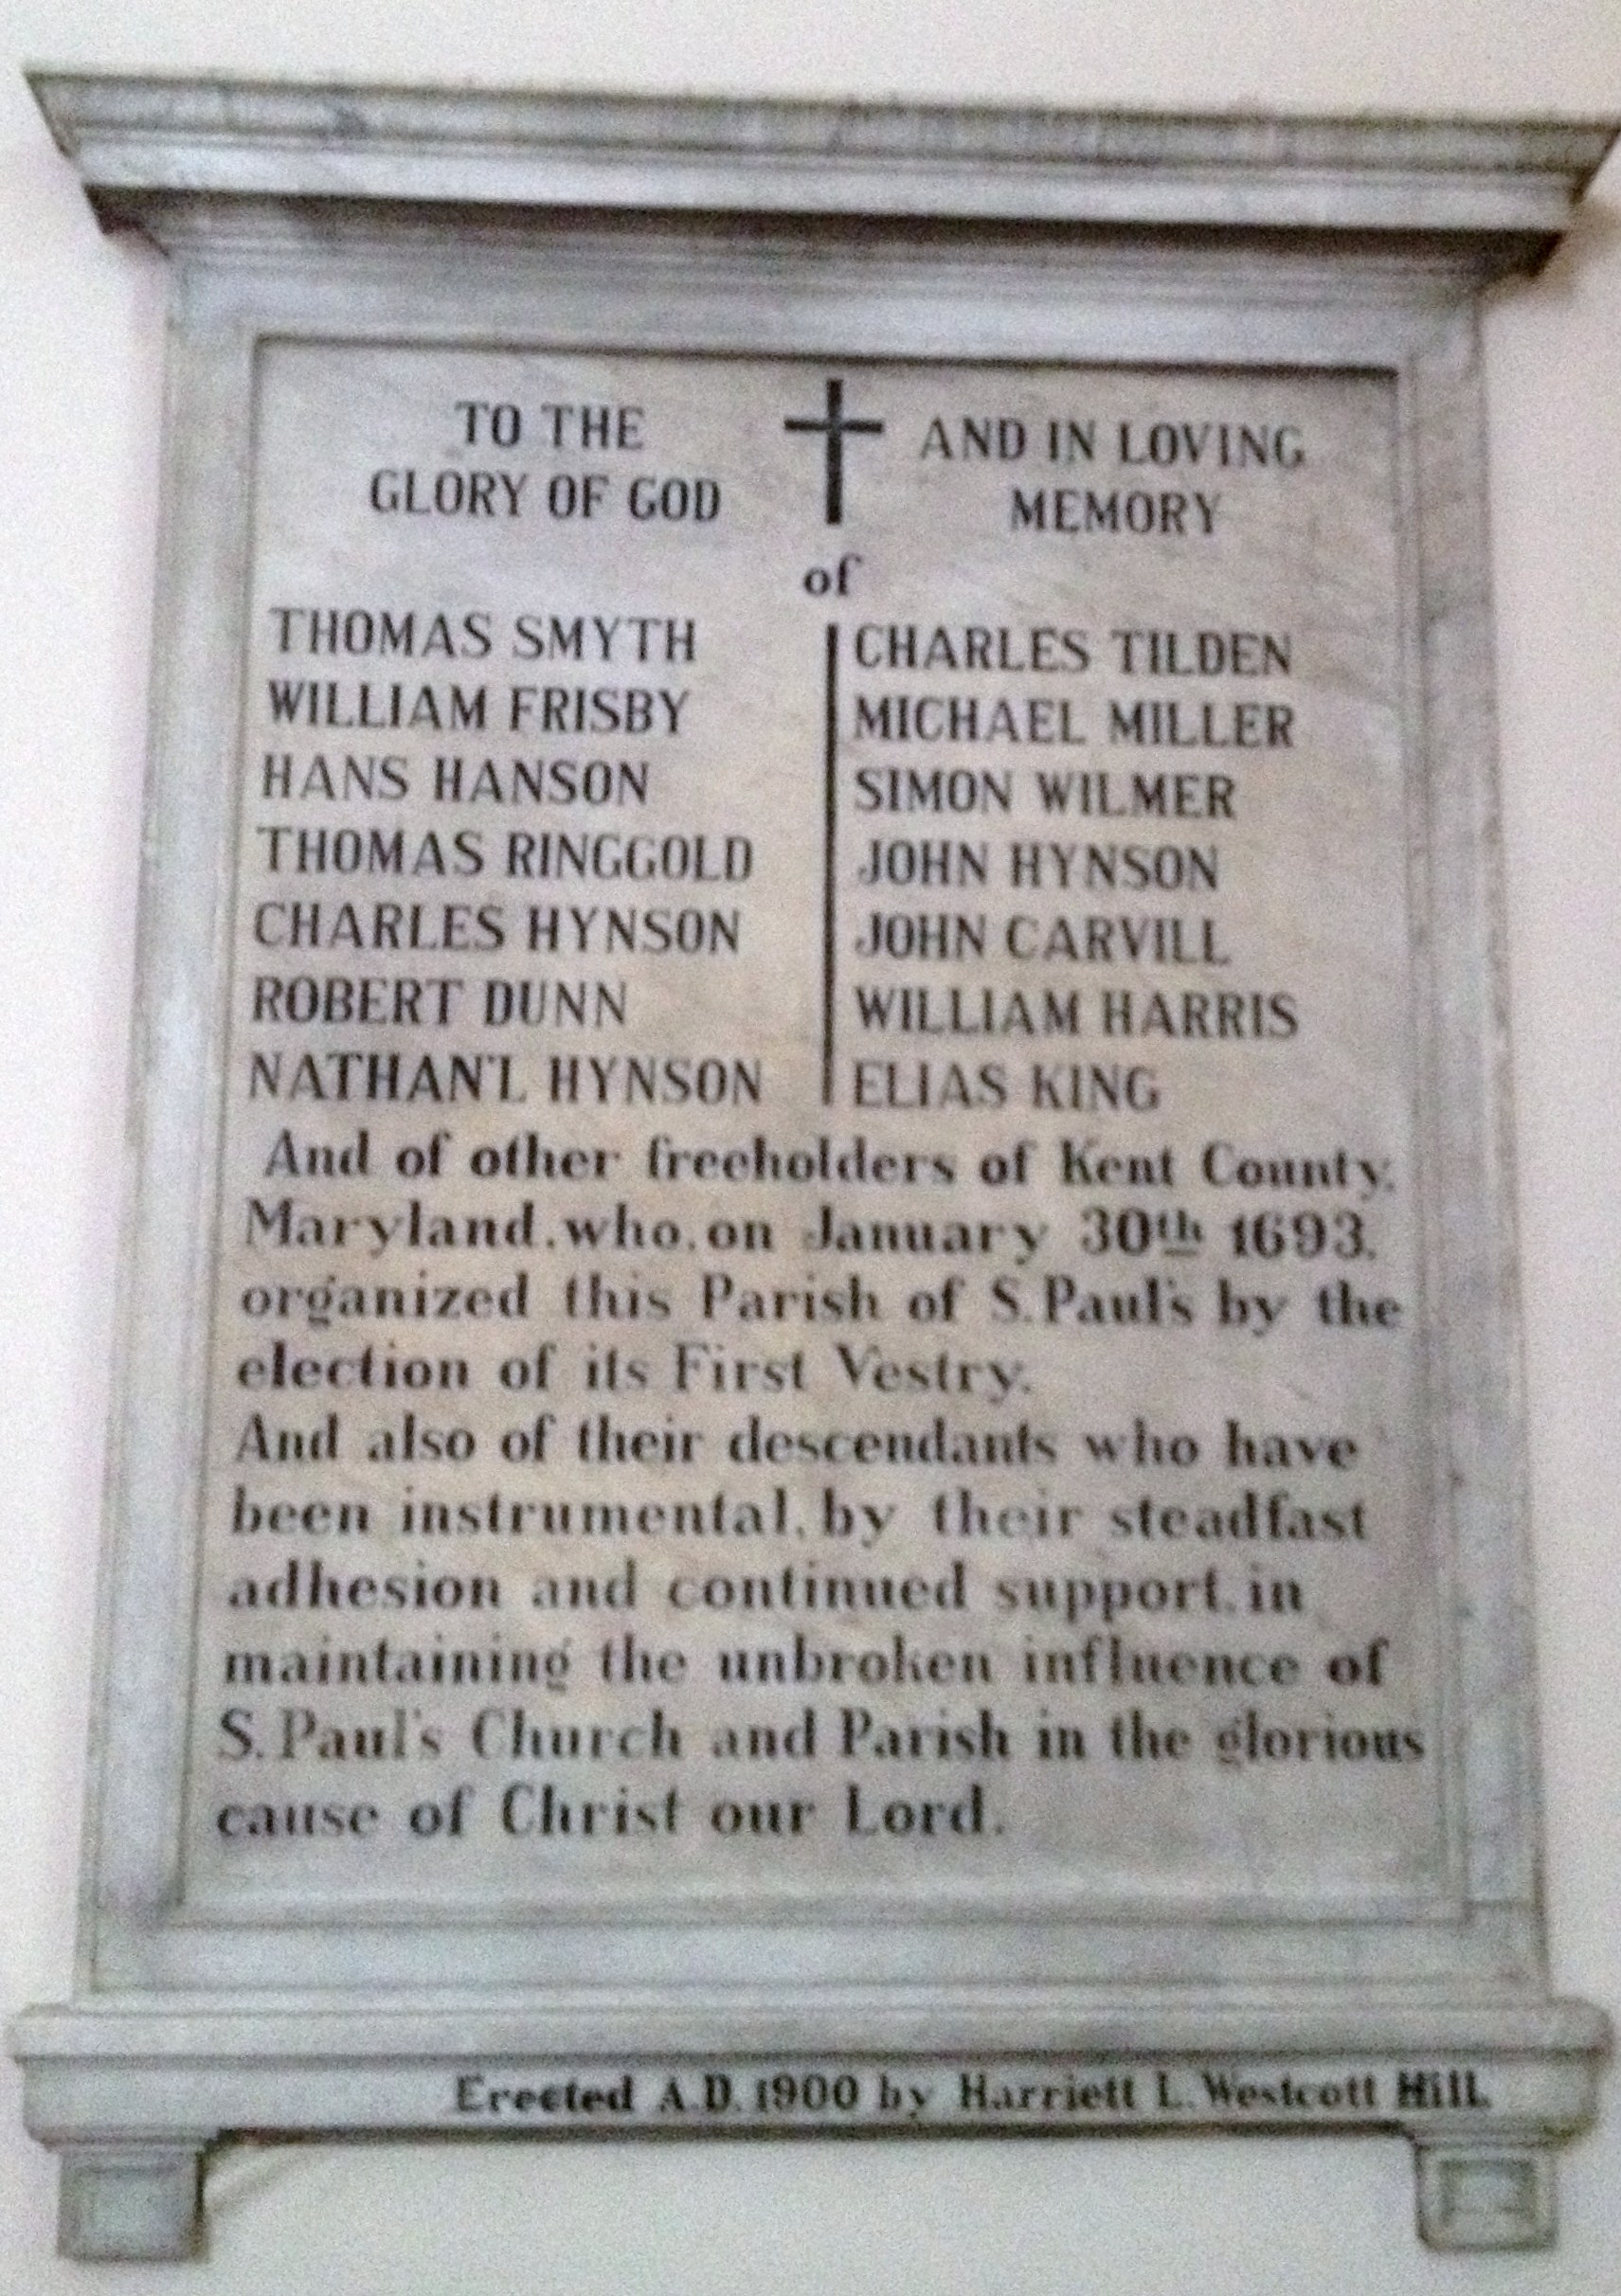 TO THE
GLORY OF GOD
AND IN LOVING
MEMORY
of
THOMAS SMYTH
WILLIAM FRISBY
HANS HANSON
THOMAS RINGGOLD
CHARLES HYNSON
ROBERT DUNN
NATHAN'L HYNSON
CHARLES TILDEN
MICHAEL MILLER
SIMON WILMER
JOHN HYNSON
JOHN CARVILL
WILLIAM HARRIS
ELIAS KING
And of other freeholders of Kent County,
Maryland, who, on January 30th 1693,
organized this Parish of S. Paul's by the
election of its First Vestry.
And also of their descendants who have
been instrumental, by their steadfast
adhesion and continued support, in
maintaining the unbroken influence of
S. Paul's Church and Parish in the glorious
cause of Christ our Lord.
Erected A.D. 1900 by Harriett L. Westcott Hill.